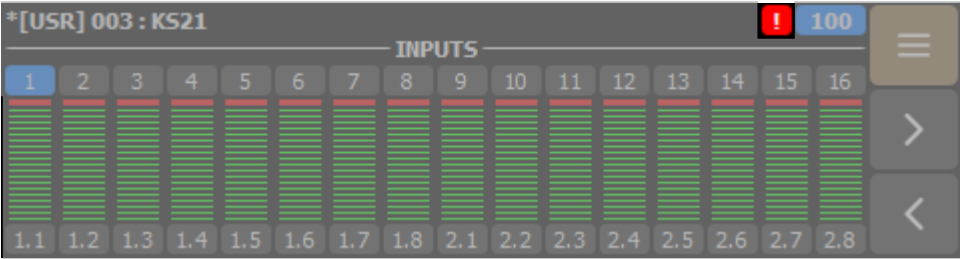 *[USR] 003 : KS21 ! 100
INPUTS
1 2 3 4 5 6 7 8 9 10 11 12 13 14 15 16
1.1 1.2 1.3 1.4 1.5 1.6 1.7 1.8 2.1 2.2 2.3 2.4 2.5 2.6 2.7 2.8